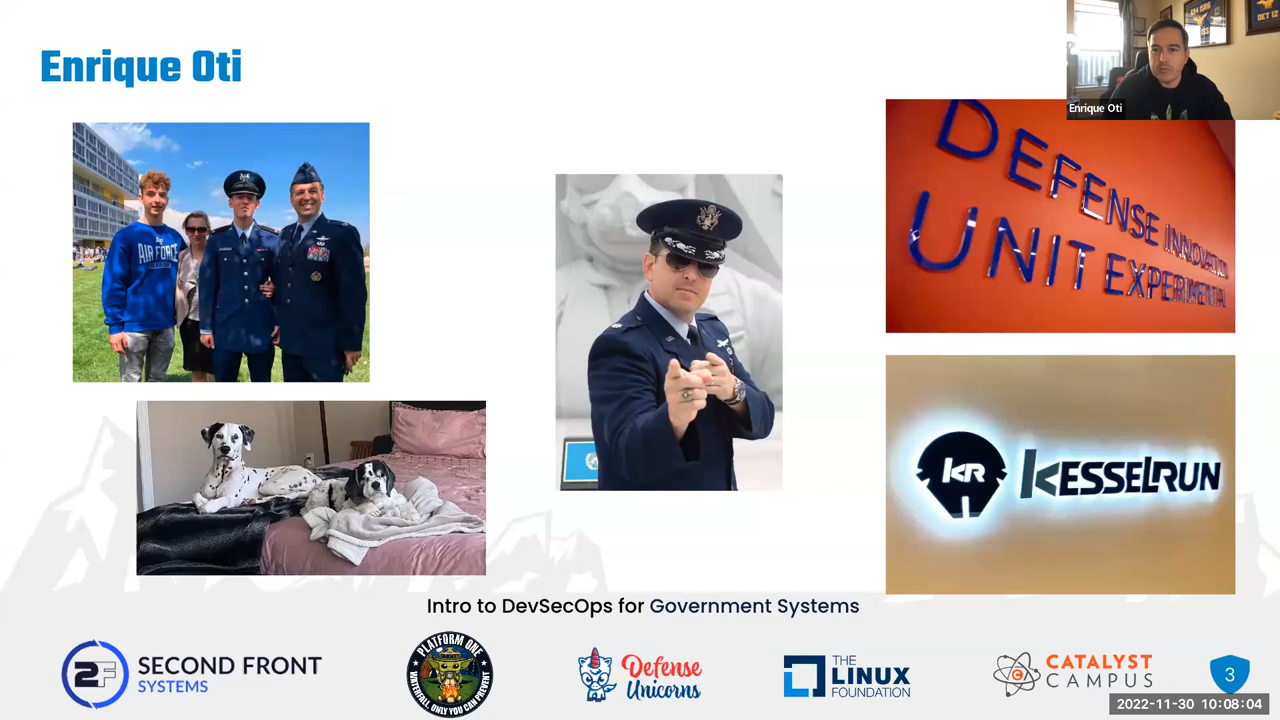 Enrique Oti
Enrique Oti
AIR FORCE
DEFENSE INNOVATION
UNIT EXPERIMENTAL
KR KESSELRUN
Intro to DevSecOps for Government Systems
2F SECOND FRONT
SYSTEMS
PLATFORM ONE
WATERFALL, ONLY YOU CAN PREVENT
Defense
Unicorns
THE
LINUX
FOUNDATION
C CATALYST
CAMPUS
3
2022-11-30 10:08:04